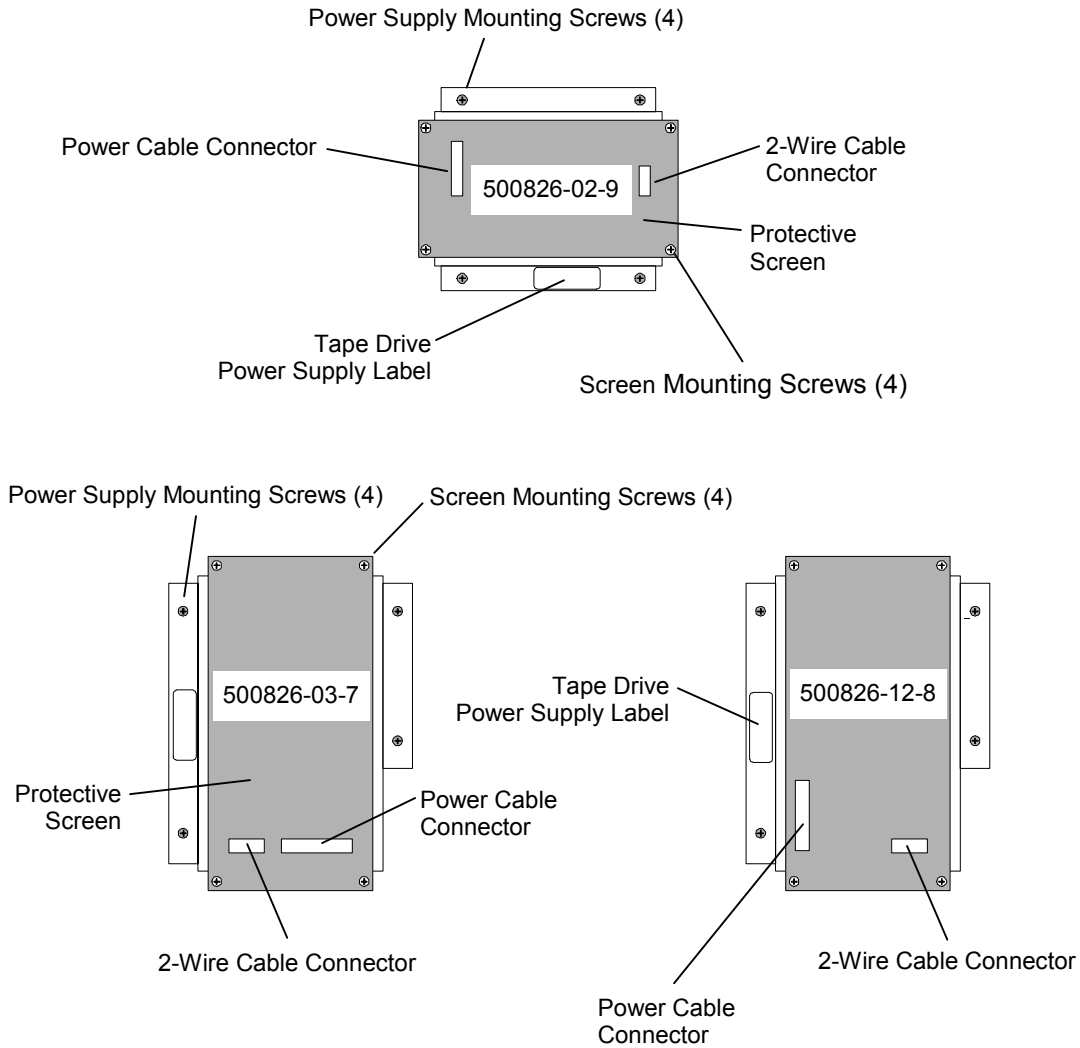 Power Supply Mounting Screws (4)
Power Cable Connector
2-Wire Cable
Connector
500826-02-9
Protective
Screen
Tape Drive
Power Supply Label
Screen Mounting Screws (4)
Power Supply Mounting Screws (4)
Screen Mounting Screws (4)
500826-03-7
Tape Drive
Power Supply Label
500826-12-8
Protective
Screen
Power Cable
Connector
2-Wire Cable Connector
2-Wire Cable Connector
Power Cable
Connector